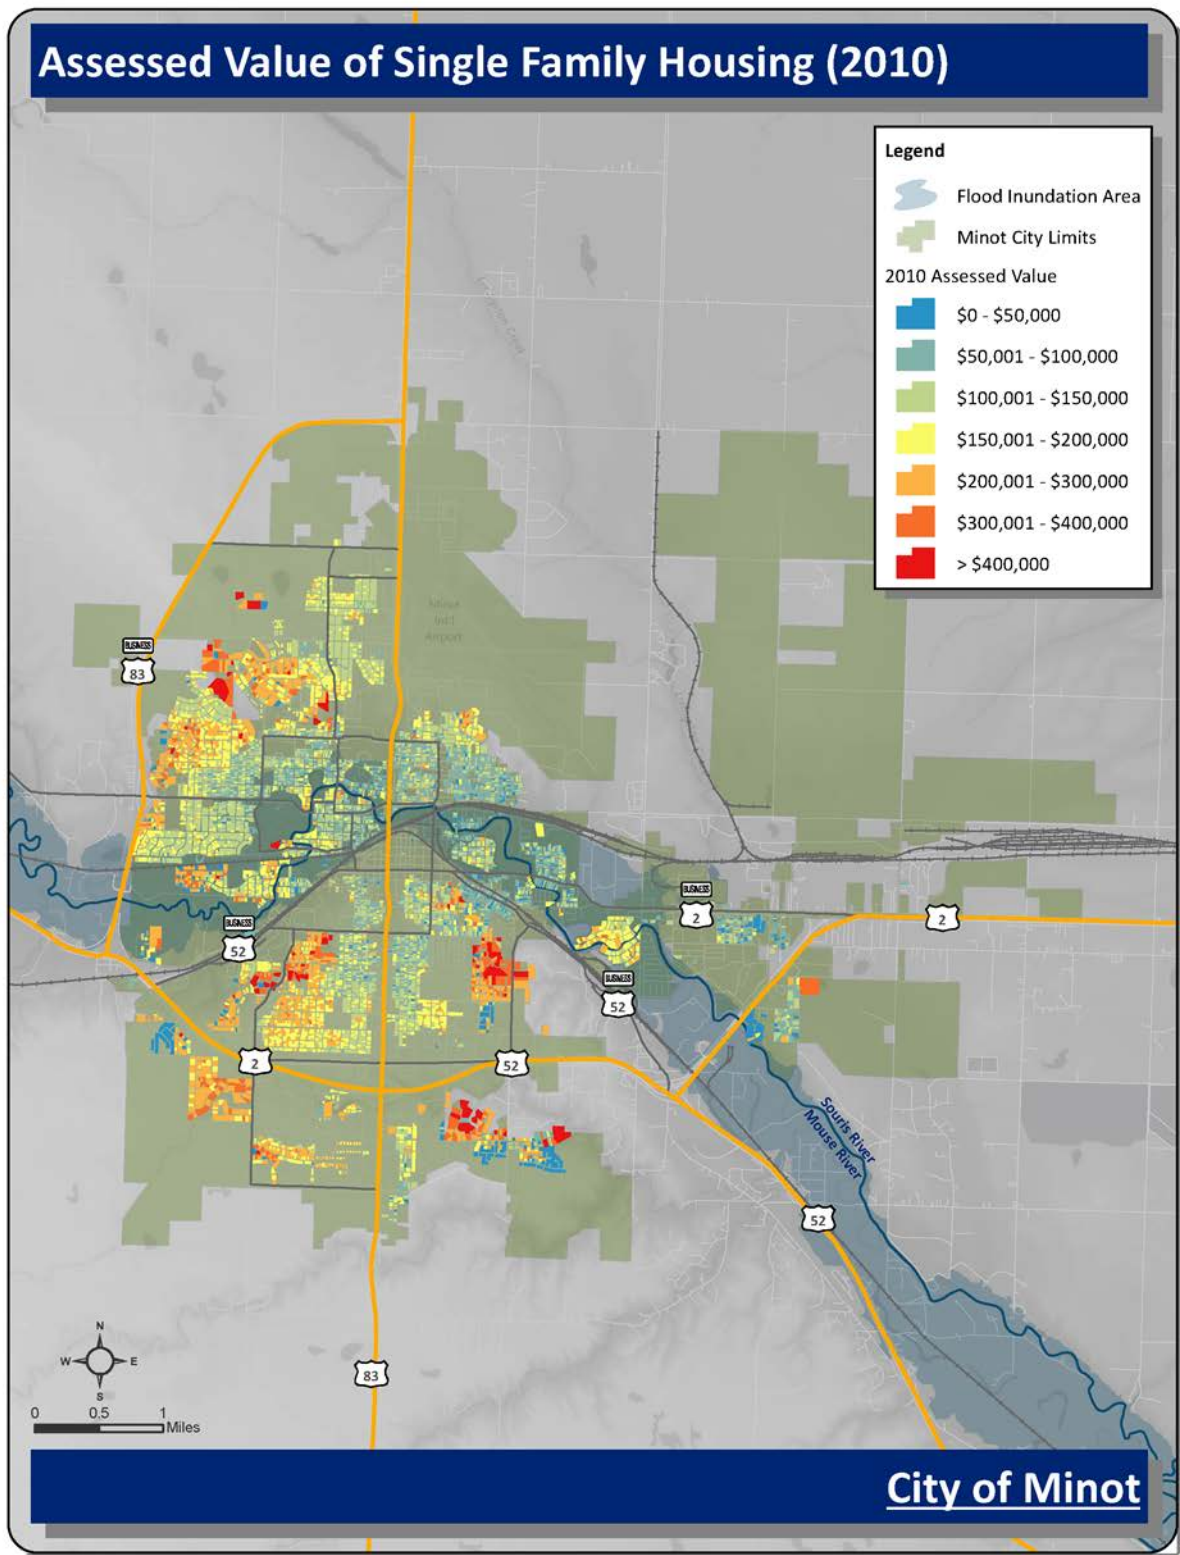 Assessed Value of Single Family Housing (2010)
Legend
Flood Inundation Area
Minot City Limits
2010 Assessed Value
$0 - $50,000
$50,001 - $100,000
$100,001 - $150,000
$150,001 - $200,000
$200,001 - $300,000
$300,001 - $400,000
> $400,000
Minot
Int'l
Airport
BUSINESS
83
BUSINESS
2
2
BUSINESS
52
BUSINESS
52
2
52
Souris River
Mouse River
52
83
N
W
E
S
0
0.5
1
Miles
City of Minot